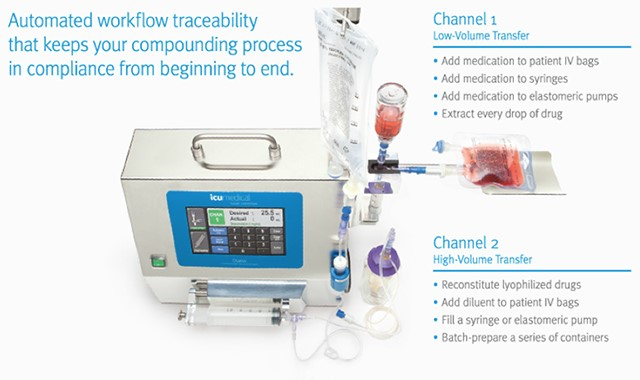 Automated workflow traceability
that keeps your compounding process
in compliance from beginning to end.
Channel 1
Low-Volume Transfer
• Add medication to patient IV bags
• Add medication to syringes
• Add medication to elastomeric pumps
• Extract every drop of drug
icumedical
Desired : 25.5
Actual : 0
Channel 2
High-Volume Transfer
• Reconstitute lyophilized drugs
• Add diluent to patient IV bags
• Fill a syringe or elastomeric pump
• Batch-prepare a series of containers